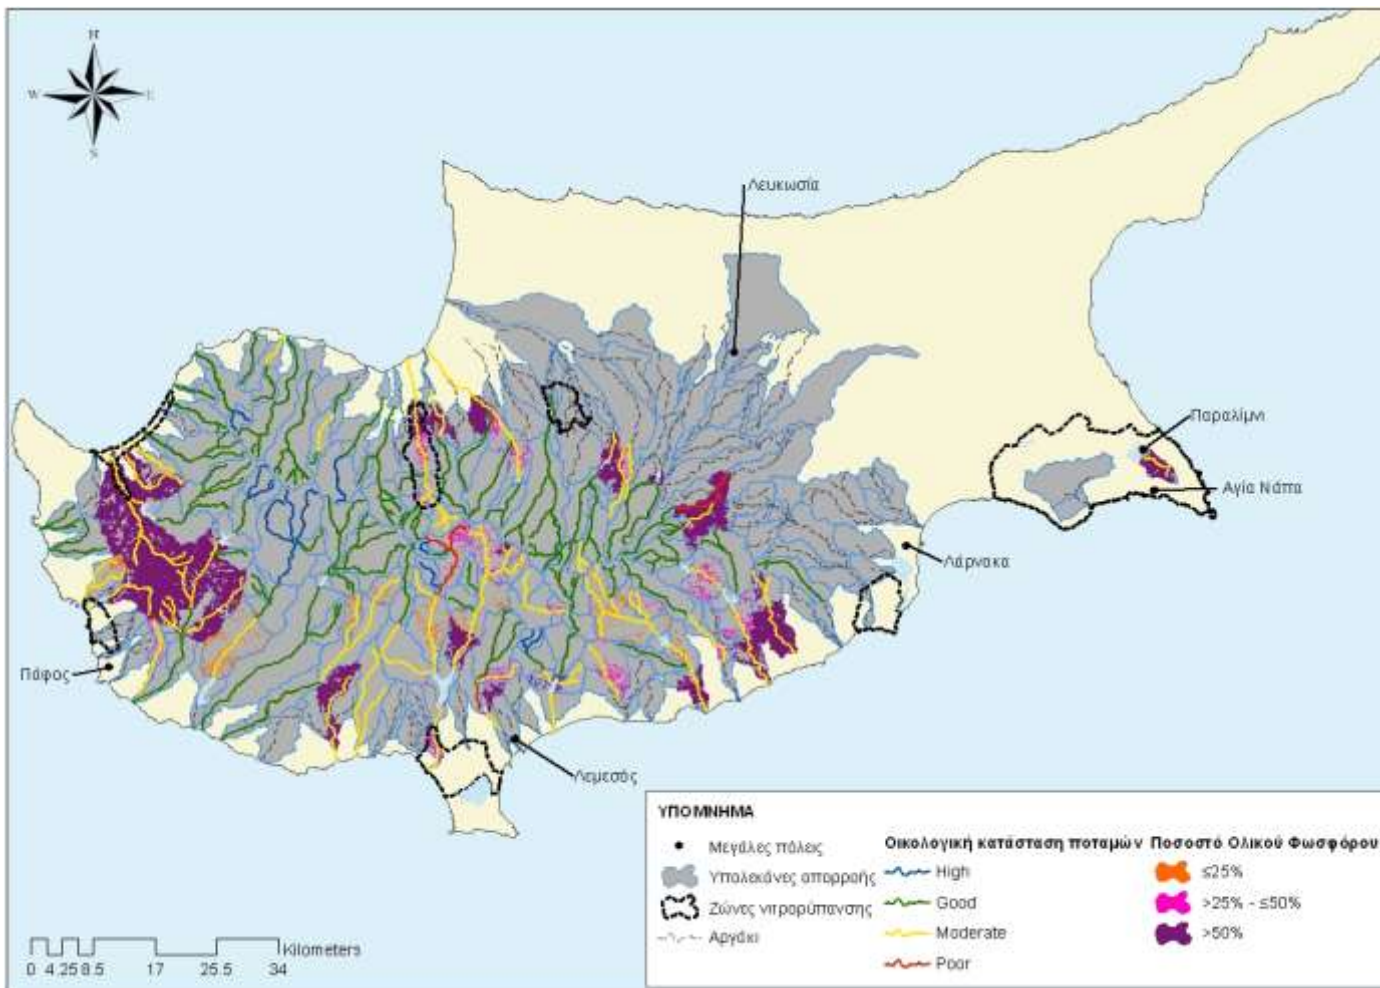 N
W E
S
Λευκωσία
Παραλίμνι
Αγία Νάπα
Λάρνακα
Πάφος
Λεμεσός
ΥΠΟΜΝΗΜΑ
Μεγάλες πόλεις
Υπολεκάνες απορροής
Ζώνες νιτρορύπανσης
Αργάκι
Οικολογική κατάσταση ποταμών
High
Good
Moderate
Poor
Ποσοστό Ολικού Φωσφόρου
≤25%
>25% - ≤50%
>50%
Kilometers
0 4.25 8.5 17 25.5 34